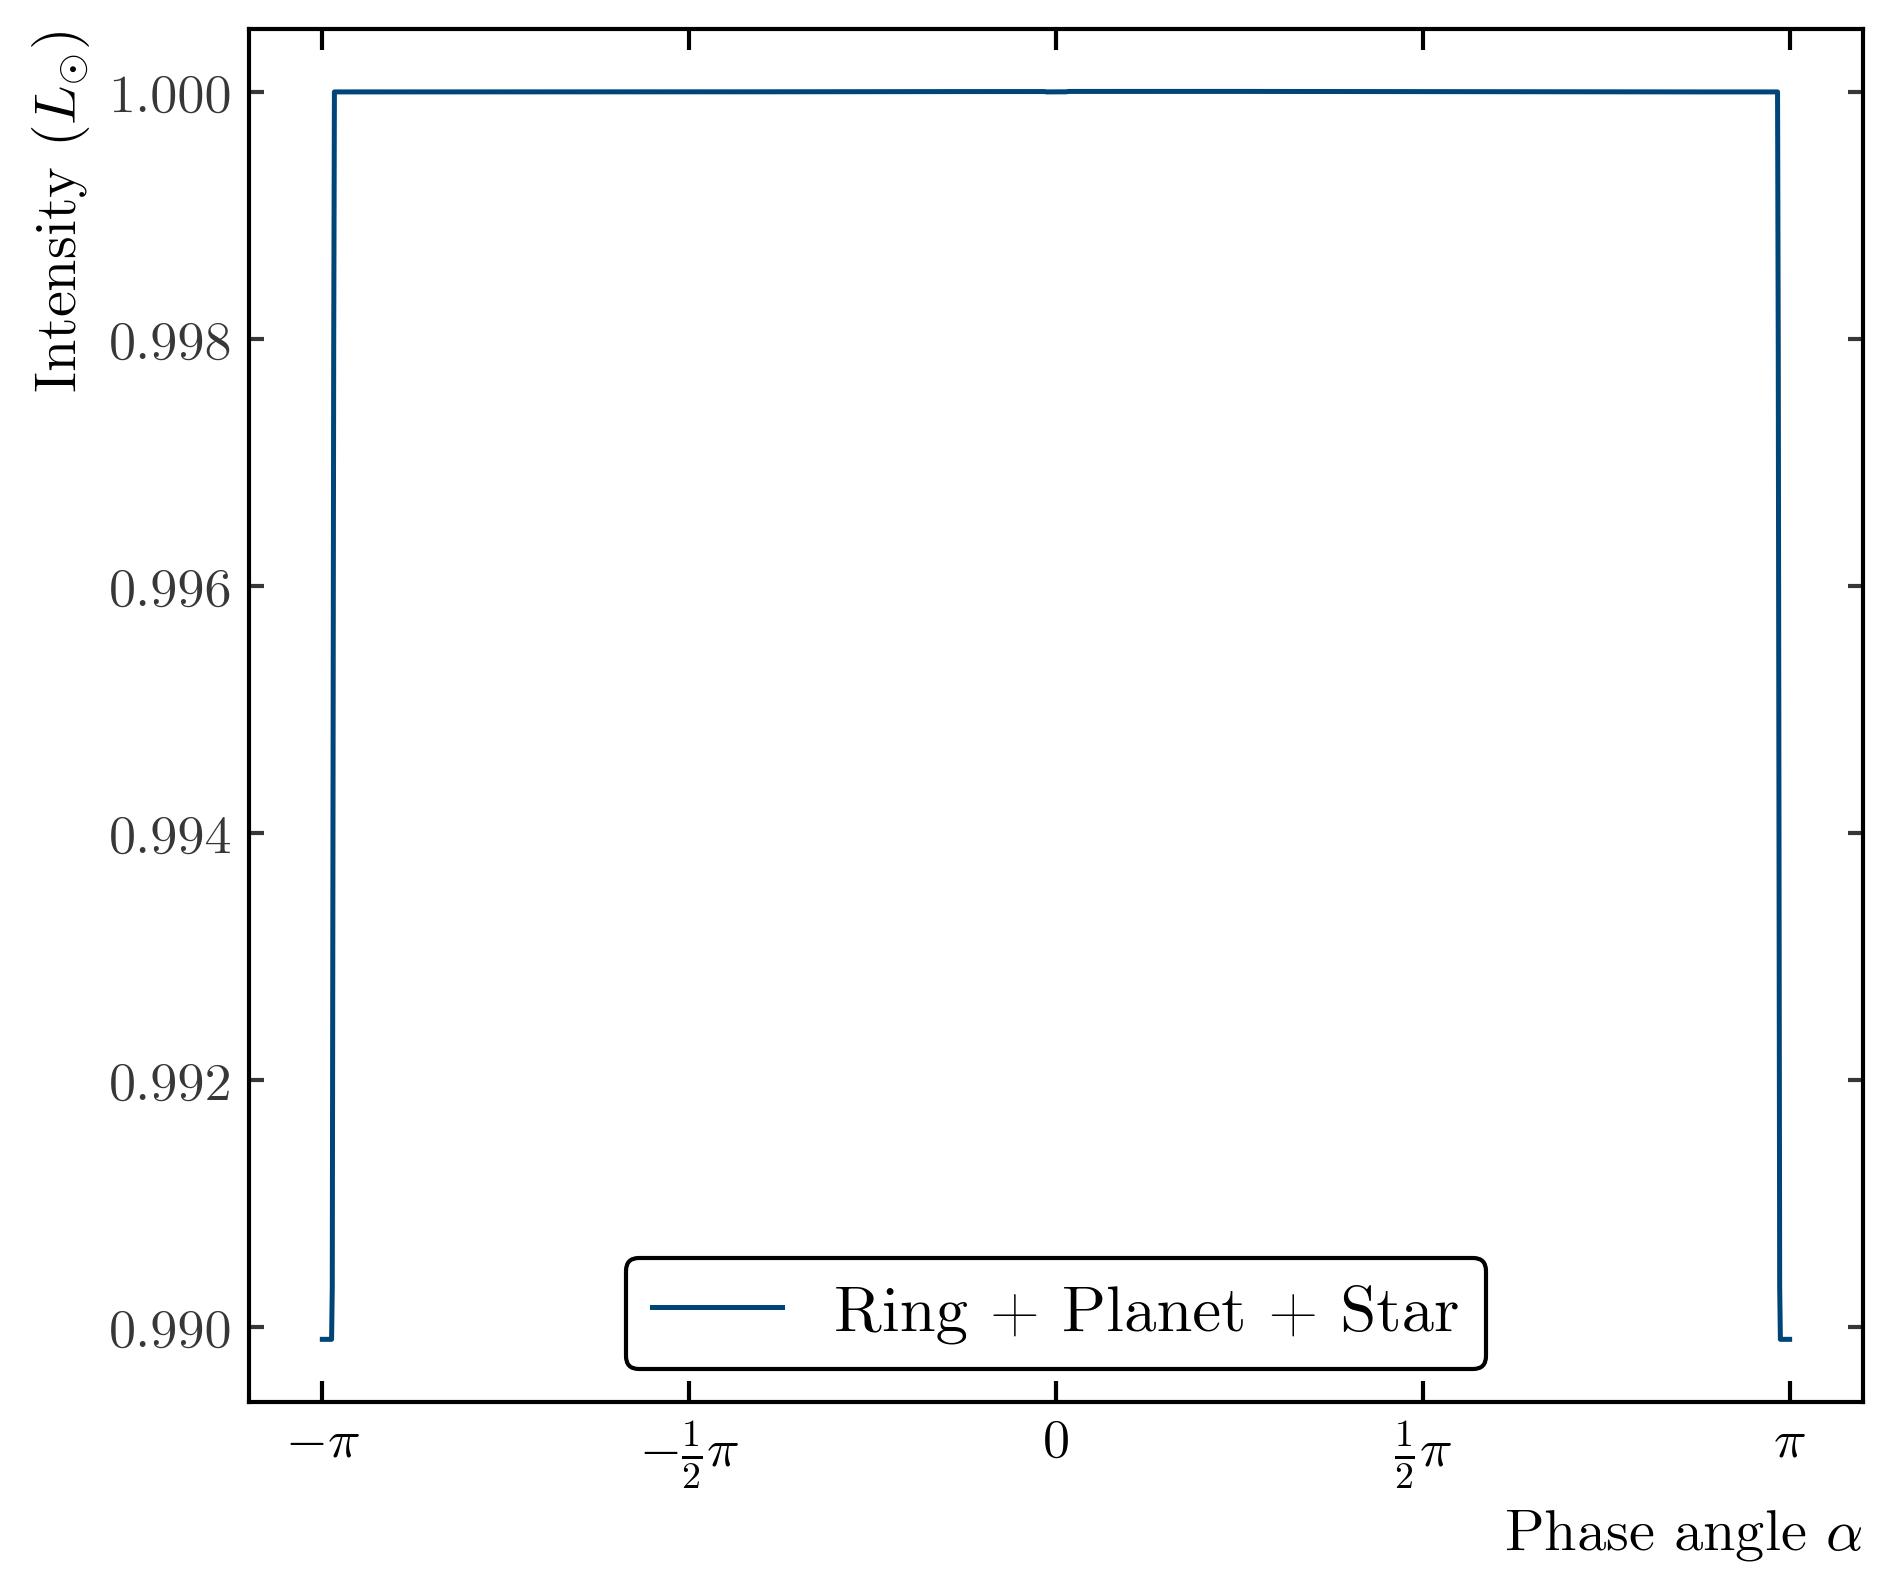 Intensity (L⊙)
1.000
0.998
0.996
0.994
0.992
0.990
Ring + Planet + Star
−π
−1/2π
0
1/2π
π
Phase angle α